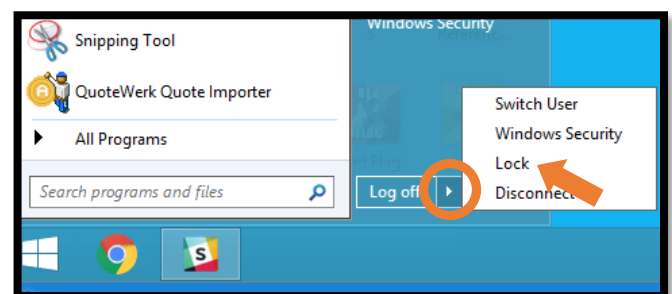 Windows Security
Snipping Tool
QuoteWerk Quote Importer
All Programs
Search programs and files
Log off
Switch User
Windows Security
Lock
Disconnect
S